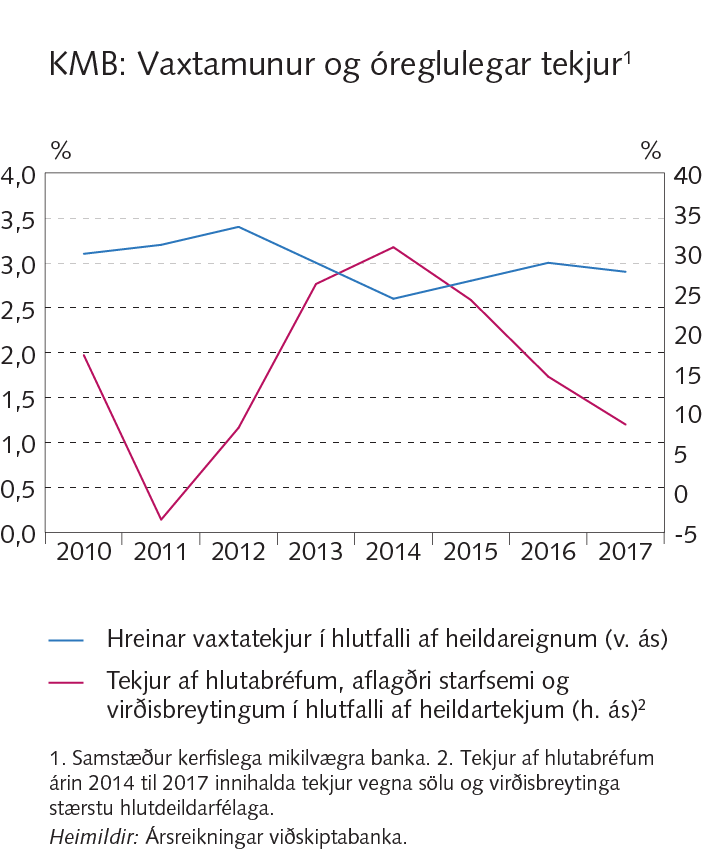 KMB: Vaxtamunur og óreglulegar tekjur¹
% %
4,0 40
3,5 35
3,0 30
2,5 25
2,0 20
1,5 15
1,0 10
0,5 5
0,0 0
-5
2010 2011 2012 2013 2014 2015 2016 2017
Hreinar vaxtatekjur í hlutfalli af heildareignum (v. ás)
Tekjur af hlutabréfum, aflagðri starfsemi og
virðisbreytingum í hlutfalli af heildartekjum (h. ás)²
1. Samstæður kerfislega mikilvægra banka. 2. Tekjur af hlutabréfum
árin 2014 til 2017 innihalda tekjur vegna sölu og virðisbreytinga
stærstu hlutdeildarfélaga.
Heimildir: Ársreikningar viðskiptabanka.